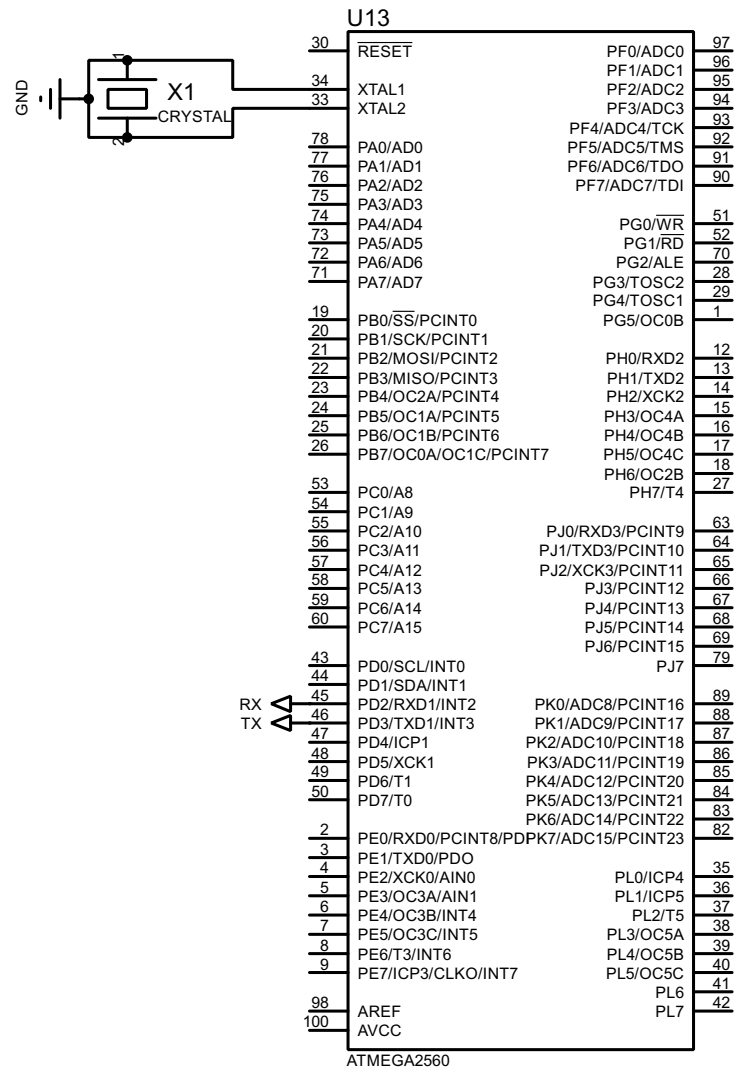 U13
GND
1
2
X1
CRYSTAL
30 RESET
34 XTAL1
33 XTAL2
78 PA0/AD0
77 PA1/AD1
76 PA2/AD2
75 PA3/AD3
74 PA4/AD4
73 PA5/AD5
72 PA6/AD6
71 PA7/AD7
19 PB0/SS/PCINT0
20 PB1/SCK/PCINT1
21 PB2/MOSI/PCINT2
22 PB3/MISO/PCINT3
23 PB4/OC2A/PCINT4
24 PB5/OC1A/PCINT5
25 PB6/OC1B/PCINT6
26 PB7/OC0A/OC1C/PCINT7
53 PC0/A8
54 PC1/A9
55 PC2/A10
56 PC3/A11
57 PC4/A12
58 PC5/A13
59 PC6/A14
60 PC7/A15
43 PD0/SCL/INT0
44 PD1/SDA/INT1
RX 45 PD2/RXD1/INT2
TX 46 PD3/TXD1/INT3
47 PD4/ICP1
48 PD5/XCK1
49 PD6/T1
50 PD7/T0
2 PE0/RXD0/PCINT8/PDI
3 PE1/TXD0/PDO
4 PE2/XCK0/AIN0
5 PE3/OC3A/AIN1
6 PE4/OC3B/INT4
7 PE5/OC3C/INT5
8 PE6/T3/INT6
9 PE7/ICP3/CLKO/INT7
98 AREF
100 AVCC
PF0/ADC0 97
PF1/ADC1 96
PF2/ADC2 95
PF3/ADC3 94
PF4/ADC4/TCK 93
PF5/ADC5/TMS 92
PF6/ADC6/TDO 91
PF7/ADC7/TDI 90
PG0/WR 51
PG1/RD 52
PG2/ALE 70
PG3/TOSC2 28
PG4/TOSC1 29
PG5/OC0B 1
PH0/RXD2 12
PH1/TXD2 13
PH2/XCK2 14
PH3/OC4A 15
PH4/OC4B 16
PH5/OC4C 17
PH6/OC2B 18
PH7/T4 27
PJ0/RXD3/PCINT9 63
PJ1/TXD3/PCINT10 64
PJ2/XCK3/PCINT11 65
PJ3/PCINT12 66
PJ4/PCINT13 67
PJ5/PCINT14 68
PJ6/PCINT15 69
PJ7 79
PK0/ADC8/PCINT16 89
PK1/ADC9/PCINT17 88
PK2/ADC10/PCINT18 87
PK3/ADC11/PCINT19 86
PK4/ADC12/PCINT20 85
PK5/ADC13/PCINT21 84
PK6/ADC14/PCINT22 83
PK7/ADC15/PCINT23 82
PL0/ICP4 35
PL1/ICP5 36
PL2/T5 37
PL3/OC5A 38
PL4/OC5B 39
PL5/OC5C 40
PL6 41
PL7 42
ATMEGA2560